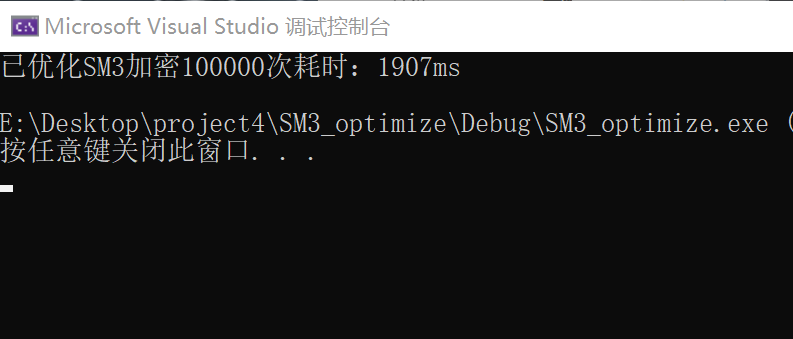 C:\ Microsoft Visual Studio 调试控制台
已优化SM3加密100000次耗时：1907ms
E:\Desktop\project4\SM3_optimize\Debug\SM3_optimize.exe (
按任意键关闭此窗口. . .